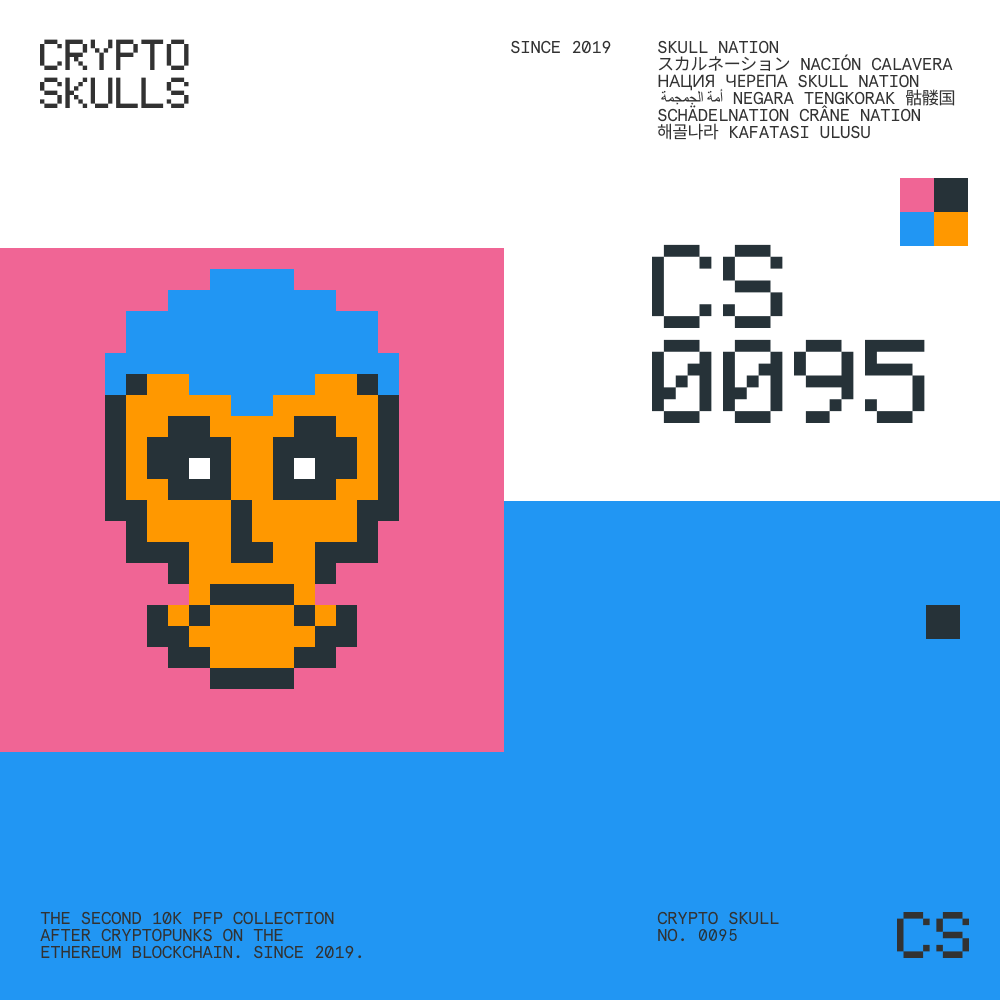 CRYPTO
SKULLS
SINCE 2019
SKULL NATION
スカルネーション NACIÓN CALAVERA
НАЦИЯ ЧЕРЕПА SKULL NATION
أمة الجمجمة NEGARA TENGKORAK 骷髅国
SCHÄDELNATION CRÂNE NATION
해골나라 KAFATASI ULUSU
CS
0095
THE SECOND 10K PFP COLLECTION
AFTER CRYPTOPUNKS ON THE
ETHEREUM BLOCKCHAIN. SINCE 2019.
CRYPTO SKULL
NO. 0095
CS